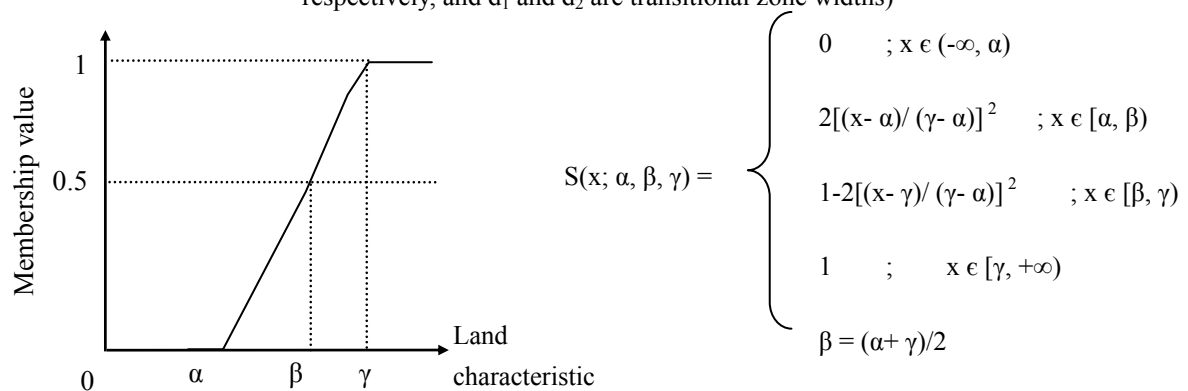 respectively, and d₁ and d₂ are transitional zone widths)
Membership value
1
0.5
0
α
β
γ
Land
characteristic
S(x; α, β, γ) =
0 ; x є (-∞, α)
2[(x- α)/ (γ- α)]² ; x є [α, β)
1-2[(x- γ)/ (γ- α)]² ; x є [β, γ)
1 ; x є [γ, +∞)
β = (α+ γ)/2